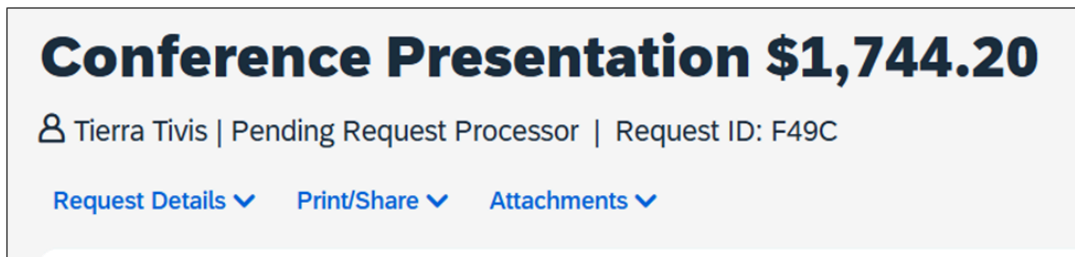 Conference Presentation $1,744.20
Tierra Tivis | Pending Request Processor | Request ID: F49C
Request Details Print/Share Attachments